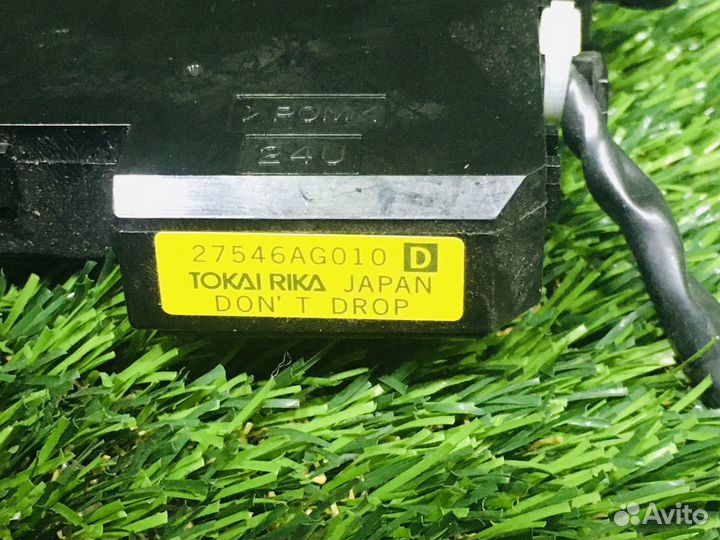 >POM<
24U
27546AG010 D
TOKAI RIKA JAPAN
DON'T DROP
Avito